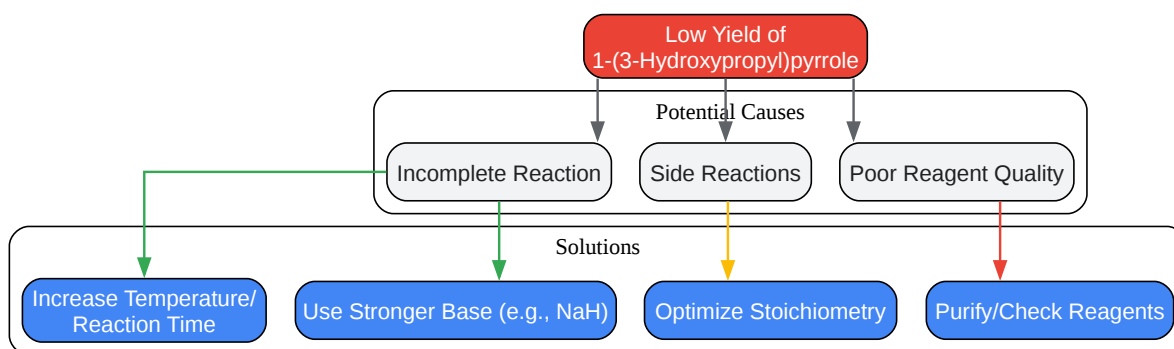 Low Yield of
1-(3-Hydroxypropyl)pyrrole
Potential Causes
Incomplete Reaction
Side Reactions
Poor Reagent Quality
Solutions
Increase Temperature/
Reaction Time
Use Stronger Base (e.g., NaH)
Optimize Stoichiometry
Purify/Check Reagents